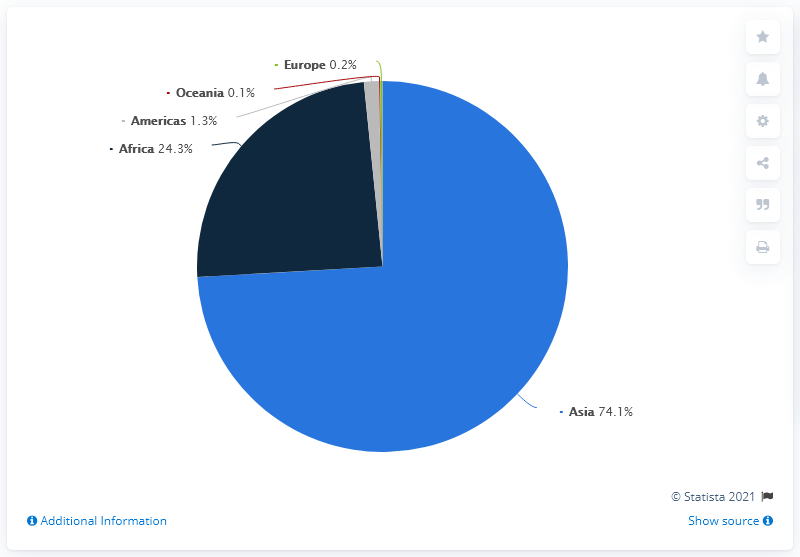 Europe 0.2%
Oceania 0.1%
Americas 1.3%
Africa 24.3%
Asia 74.1%
© Statista 2021
Additional Information
Show source